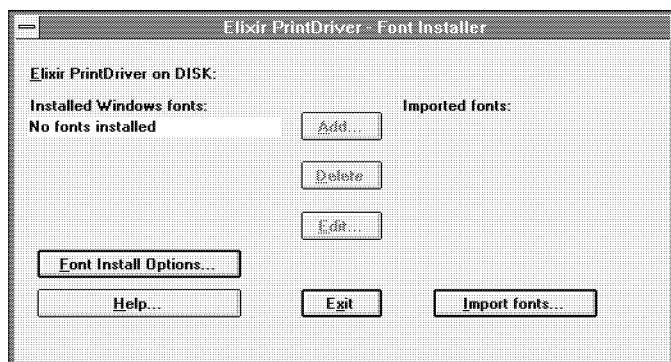 Elixir PrintDriver - Font Installer
Elixir PrintDriver on DISK:
Installed Windows fonts:
Imported fonts:
No fonts installed
Add...
Delete
Edit...
Font Install Options...
Help...
Exit
Import fonts...